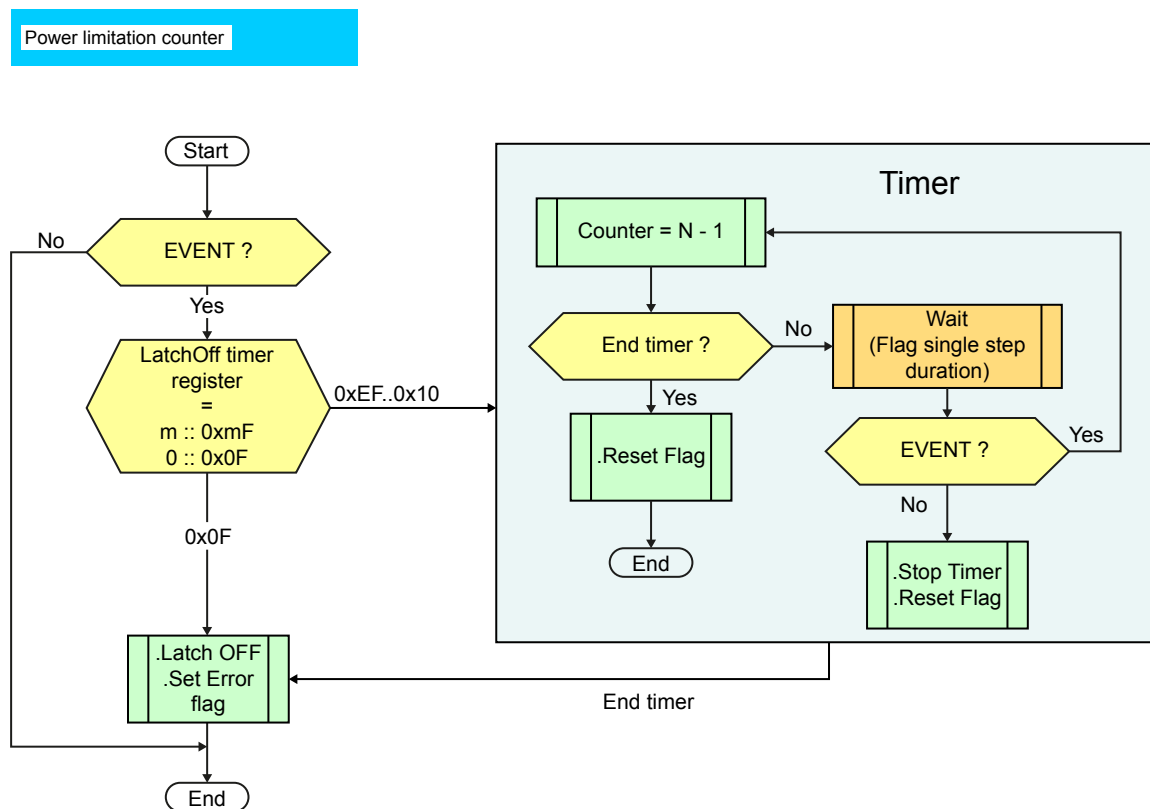 Power limitation counter
Start
Timer
Counter = N - 1
No
EVENT ?
Yes
LatchOff timer
register
=
m :: 0xmF
0 :: 0x0F
0xEF..0x10
End timer ?
No
Wait
(Flag single step
duration)
Yes
.Reset Flag
EVENT ?
Yes
No
End
.Stop Timer
.Reset Flag
0x0F
.Latch OFF
.Set Error
flag
End timer
End